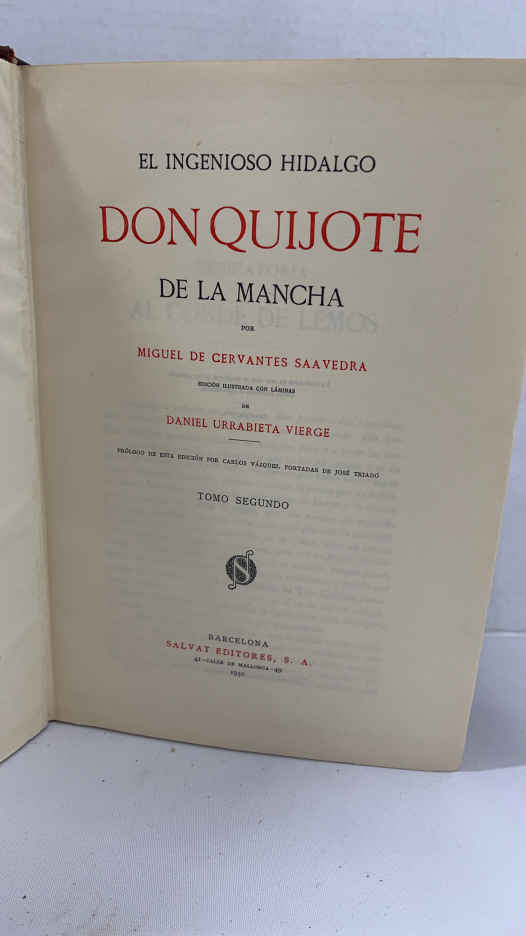 EL INGENIOSO HIDALGO
DON QUIJOTE
DE LA MANCHA
POR
MIGUEL DE CERVANTES SAAVEDRA
EDICIÓN ILUSTRADA CON LÁMINAS
DE
DANIEL URRABIETA VIERGE
PRÓLOGO DE ESTA EDICIÓN POR CARLOS VÁZQUEZ. PORTADAS DE JOSÉ TRIADÓ
TOMO SEGUNDO
BARCELONA
SALVAT EDITORES, S. A.
41-CALLE DE MALLORCA-49
1930